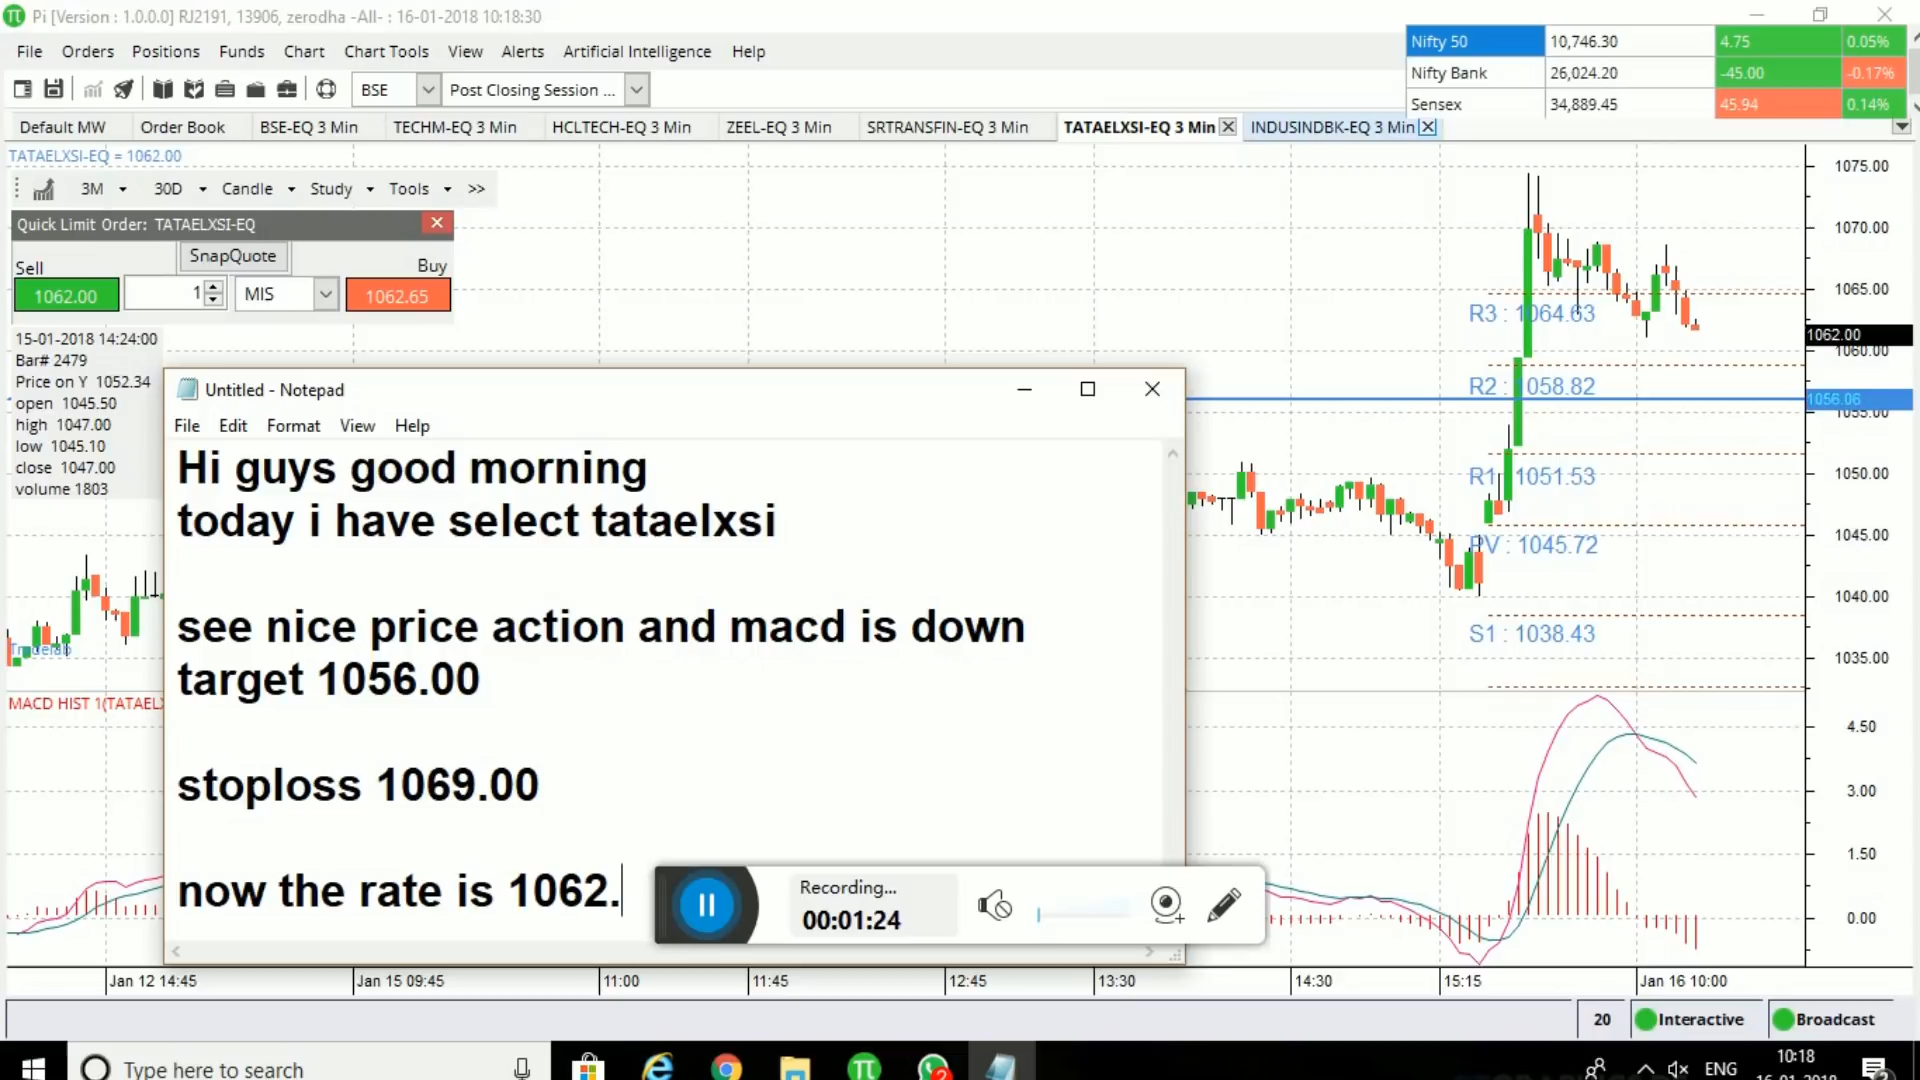 Pi [Version : 1.0.0.0] RJ2191, 13906, zerodha -All- : 16-01-2018 10:18:30
File Orders Positions Funds Chart Chart Tools View Alerts Artificial Intelligence Help
Nifty 50 10,746.30 4.75 0.05%
Nifty Bank 26,024.20 -45.00 -0.17%
Sensex 34,889.45 45.94 0.14%
BSE Post Closing Session ...
Default MW Order Book BSE-EQ 3 Min TECHM-EQ 3 Min HCLTECH-EQ 3 Min ZEEL-EQ 3 Min SRTRANSFIN-EQ 3 Min TATAELXSI-EQ 3 Min INDUSINDBK-EQ 3 Min
TATAELXSI-EQ = 1062.00
3M 30D Candle Study Tools >>
Quick Limit Order: TATAELXSI-EQ
SnapQuote
Sell Buy
1062.00 1 MIS 1062.65
15-01-2018 14:24:00
Bar# 2479
Price on Y 1052.34
open 1045.50
high 1047.00
low 1045.10
close 1047.00
volume 1803
Untitled - Notepad
File Edit Format View Help
Hi guys good morning
today i have select tataelxsi
see nice price action and macd is down
target 1056.00
stoploss 1069.00
now the rate is 1062.
Recording...
00:01:24
R3 : 1064.63
R2 : 1058.82
R1 : 1051.53
PV : 1045.72
S1 : 1038.43
1075.00
1070.00
1065.00
1062.00
1060.00
1056.06
1055.00
1050.00
1045.00
1040.00
1035.00
4.50
3.00
1.50
0.00
MACD HIST 1(TATAELX
Jan 12 14:45 Jan 15 09:45 11:00 11:45 12:45 13:30 14:30 15:15 Jan 16 10:00
20 Interactive Broadcast
Type here to search
ENG
10:18
16-01-2018